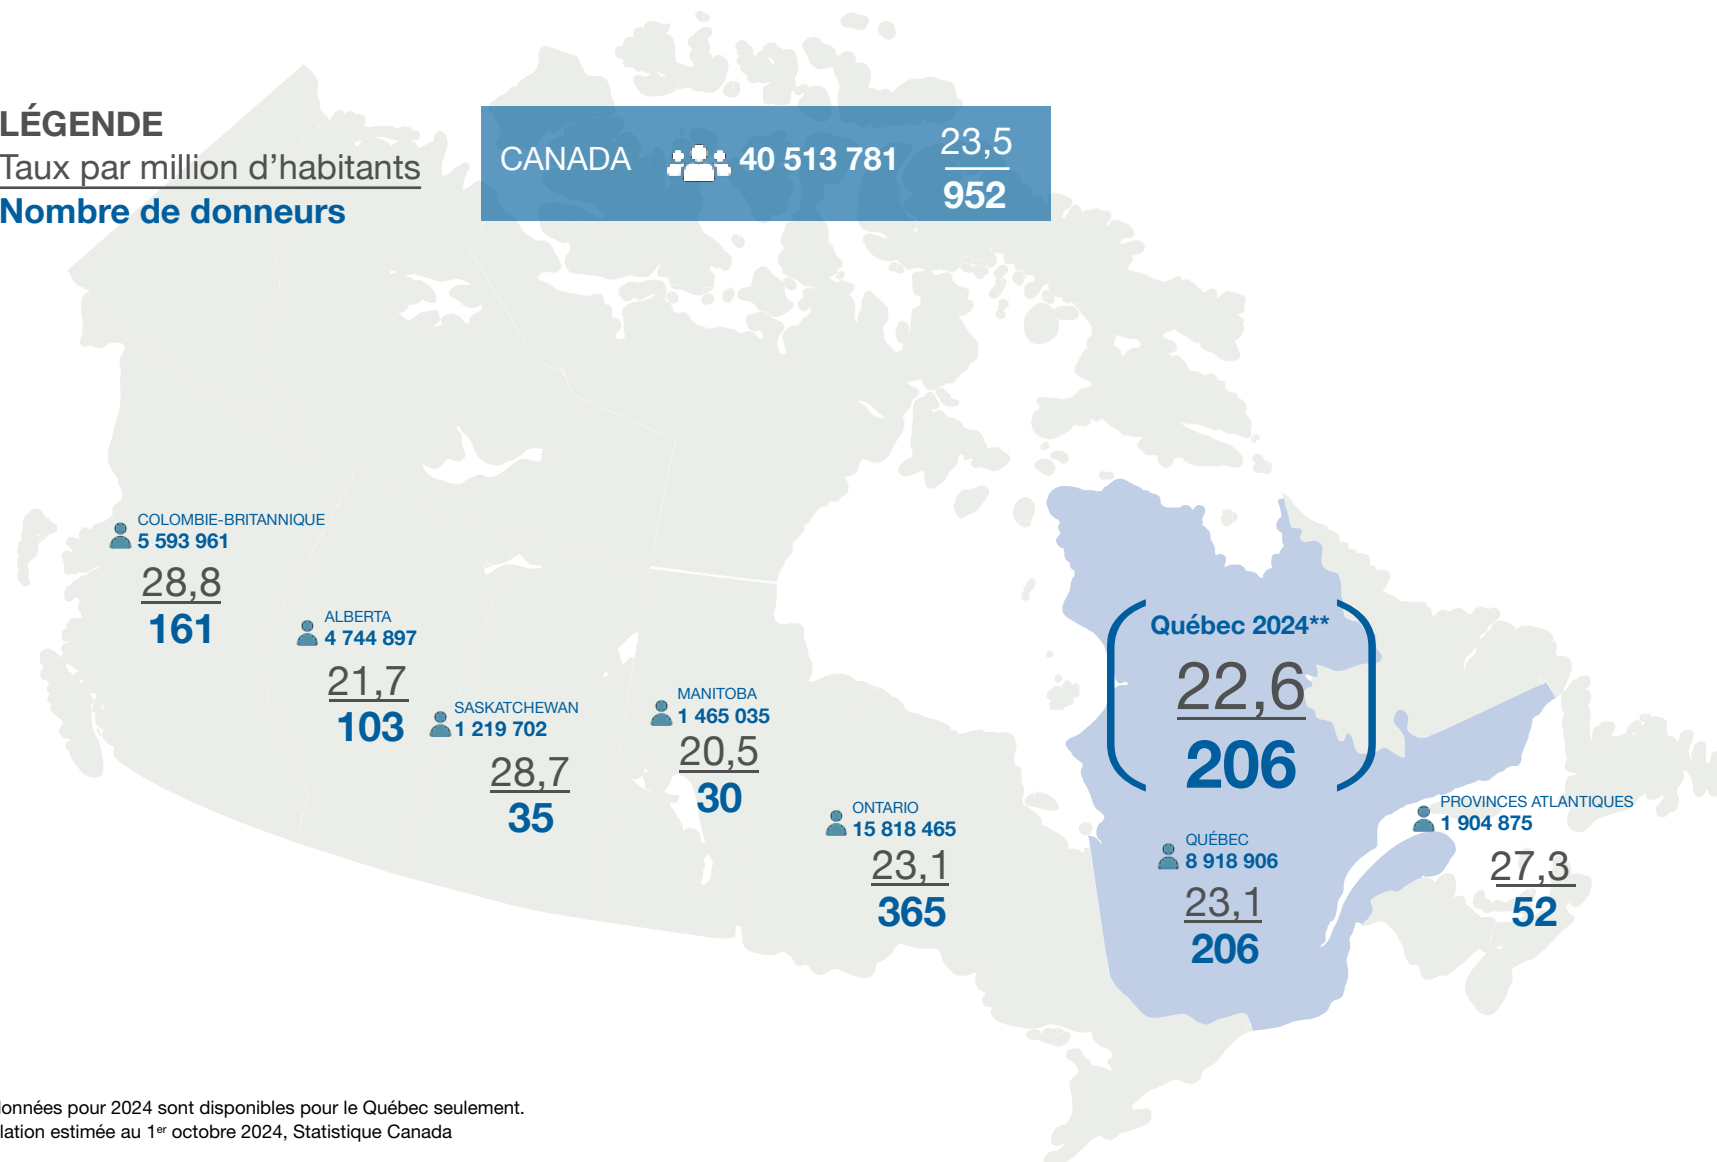 LÉGENDE
Taux par million d’habitants
Nombre de donneurs
CANADA 40 513 781
23,5
952
COLOMBIE-BRITANNIQUE
5 593 961
28,8
161
ALBERTA
4 744 897
21,7
103
SASKATCHEWAN
1 219 702
28,7
35
MANITOBA
1 465 035
20,5
30
ONTARIO
15 818 465
23,1
365
Québec 2024**
22,6
206
QUÉBEC
8 918 906
23,1
206
PROVINCES ATLANTIQUES
1 904 875
27,3
52
données pour 2024 sont disponibles pour le Québec seulement.
lation estimée au 1er octobre 2024, Statistique Canada